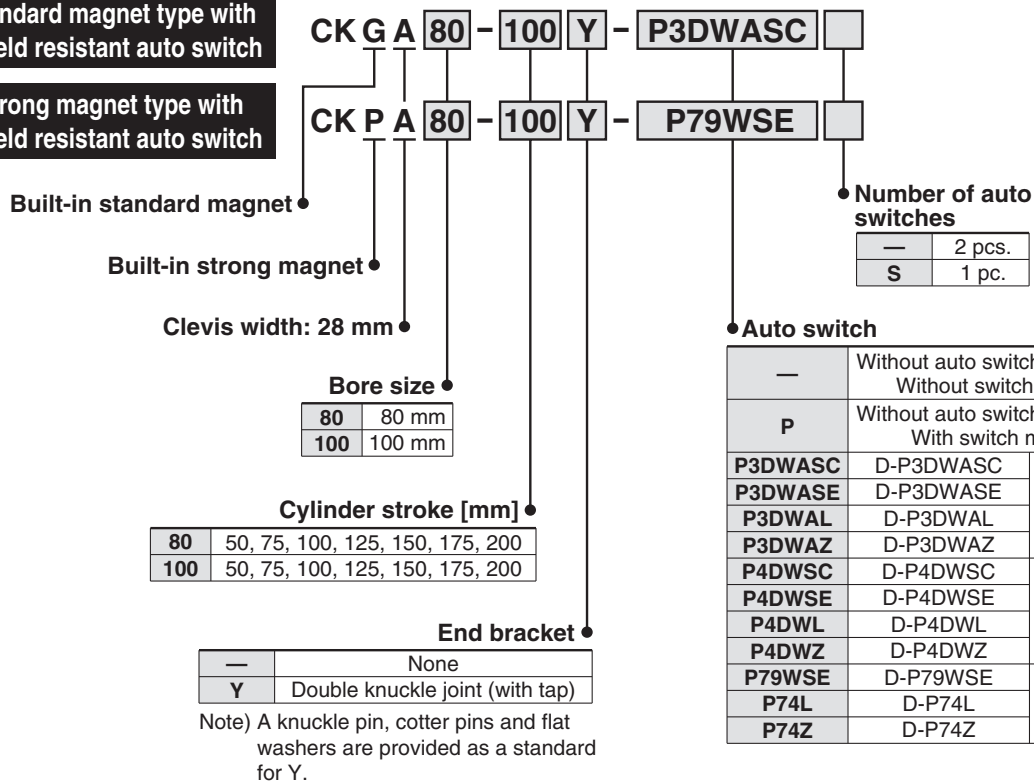 ndard magnet type with
eld resistant auto switch
CK G A 80 - 100 Y - P3DWASC
rong magnet type with
eld resistant auto switch
CK P A 80 - 100 Y - P79WSE
Built-in standard magnet
Built-in strong magnet
Clevis width: 28 mm
Bore size
80 80 mm
100 100 mm
Cylinder stroke [mm]
80 50, 75, 100, 125, 150, 175, 200
100 50, 75, 100, 125, 150, 175, 200
End bracket
— None
Y Double knuckle joint (with tap)
Note) A knuckle pin, cotter pins and flat
washers are provided as a standard
for Y.
Number of auto
switches
— 2 pcs.
S 1 pc.
Auto switch
— Without auto switch
Without switch
P Without auto switch
With switch m
P3DWASC D-P3DWASC
P3DWASE D-P3DWASE
P3DWAL D-P3DWAL
P3DWAZ D-P3DWAZ
P4DWSC D-P4DWSC
P4DWSE D-P4DWSE
P4DWL D-P4DWL
P4DWZ D-P4DWZ
P79WSE D-P79WSE
P74L D-P74L
P74Z D-P74Z